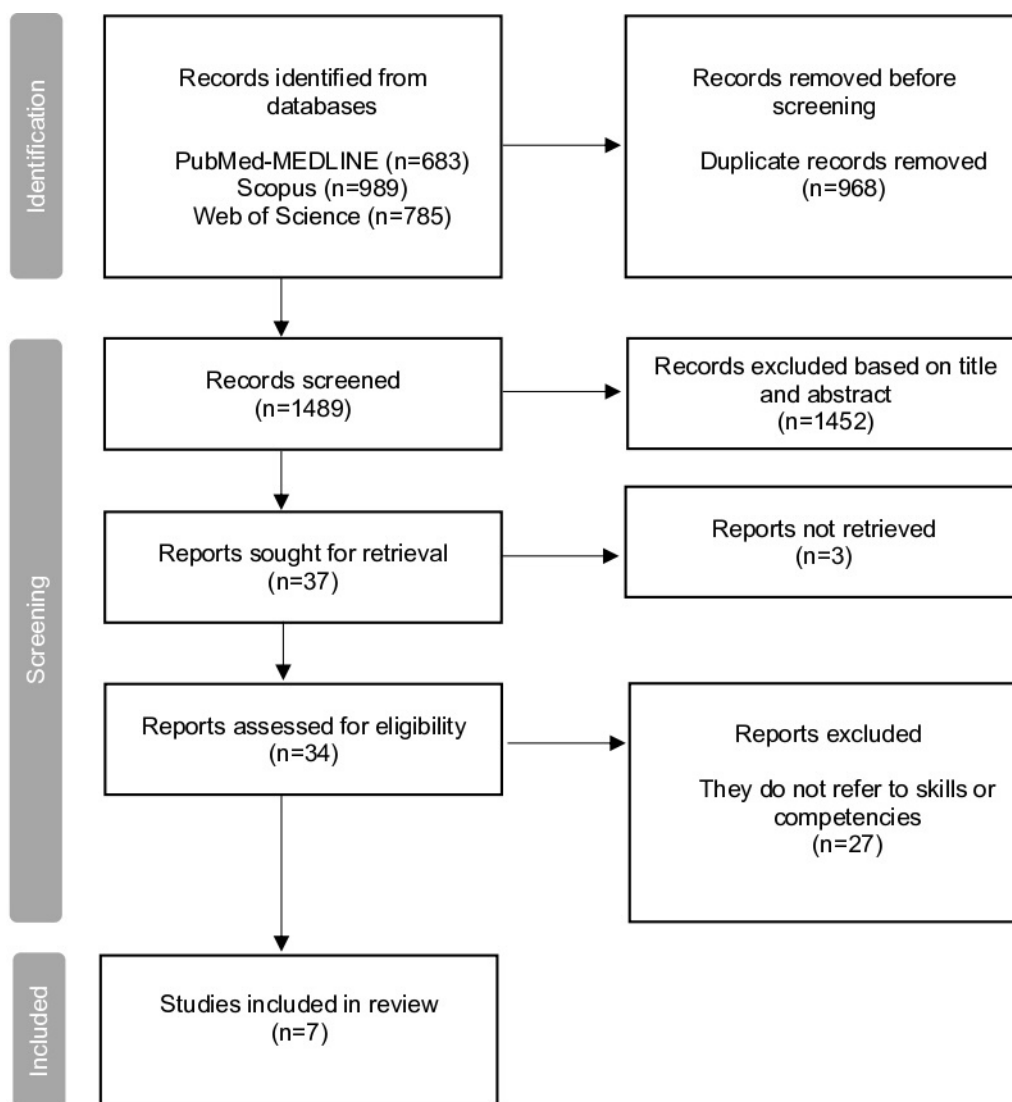 Identification
Records identified from
databases
PubMed-MEDLINE (n=683)
Scopus (n=989)
Web of Science (n=785)
Records removed before
screening
Duplicate records removed
(n=968)
Screening
Records screened
(n=1489)
Records excluded based on title
and abstract
(n=1452)
Reports sought for retrieval
(n=37)
Reports not retrieved
(n=3)
Reports assessed for eligibility
(n=34)
Reports excluded
They do not refer to skills or
competencies
(n=27)
Included
Studies included in review
(n=7)